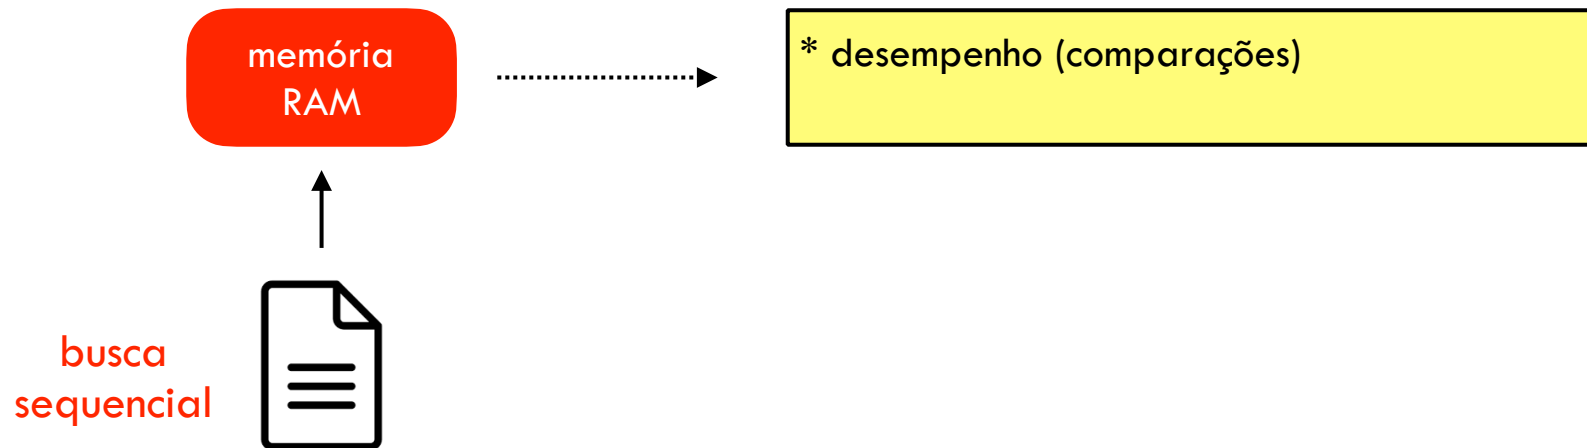 memória
RAM
* desempenho (comparações)
busca
sequencial